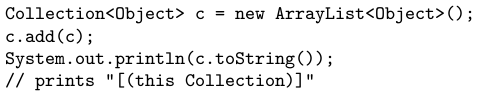 Collection<Object> c = new ArrayList<Object>();
c.add(c);
System.out.println(c.toString());
// prints "[(this Collection)]"